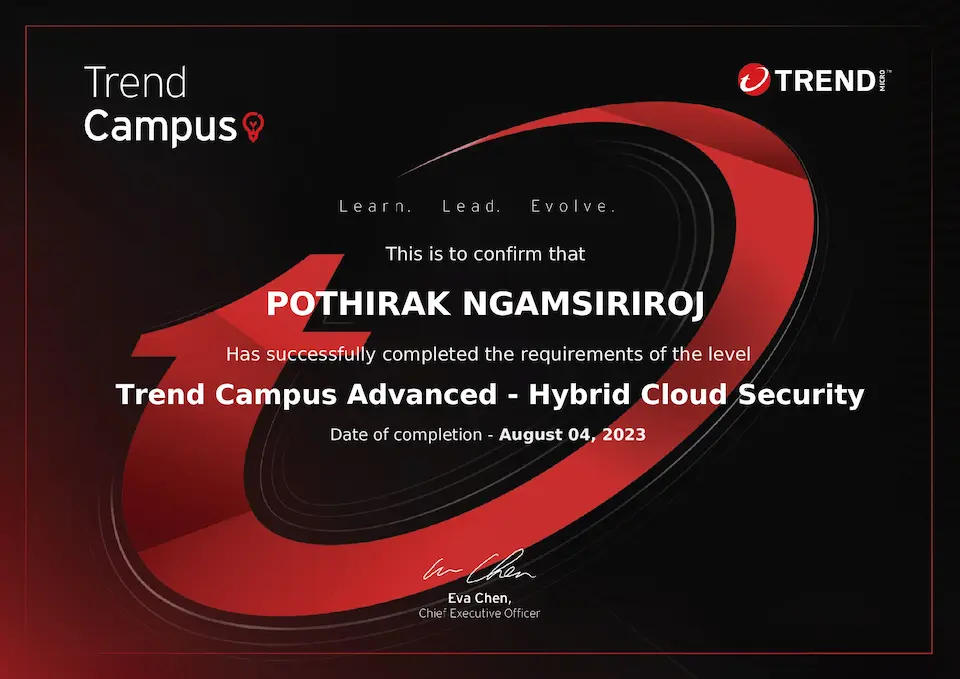 Trend
Campus
TREND MICRO™
Learn. Lead. Evolve.
This is to confirm that
POTHIRAK NGAMSIRIROJ
Has successfully completed the requirements of the level
Trend Campus Advanced - Hybrid Cloud Security
Date of completion - August 04, 2023
Eva Chen
Eva Chen,
Chief Executive Officer